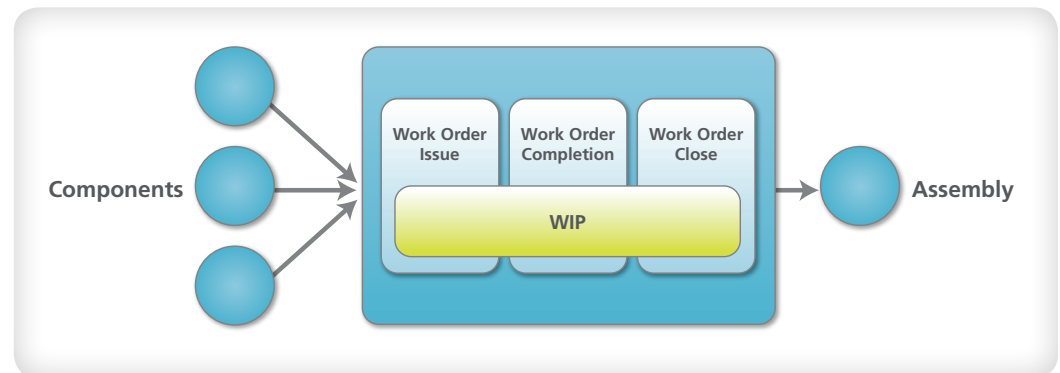 Components
Work Order
Issue
Work Order
Completion
Work Order
Close
WIP
Assembly